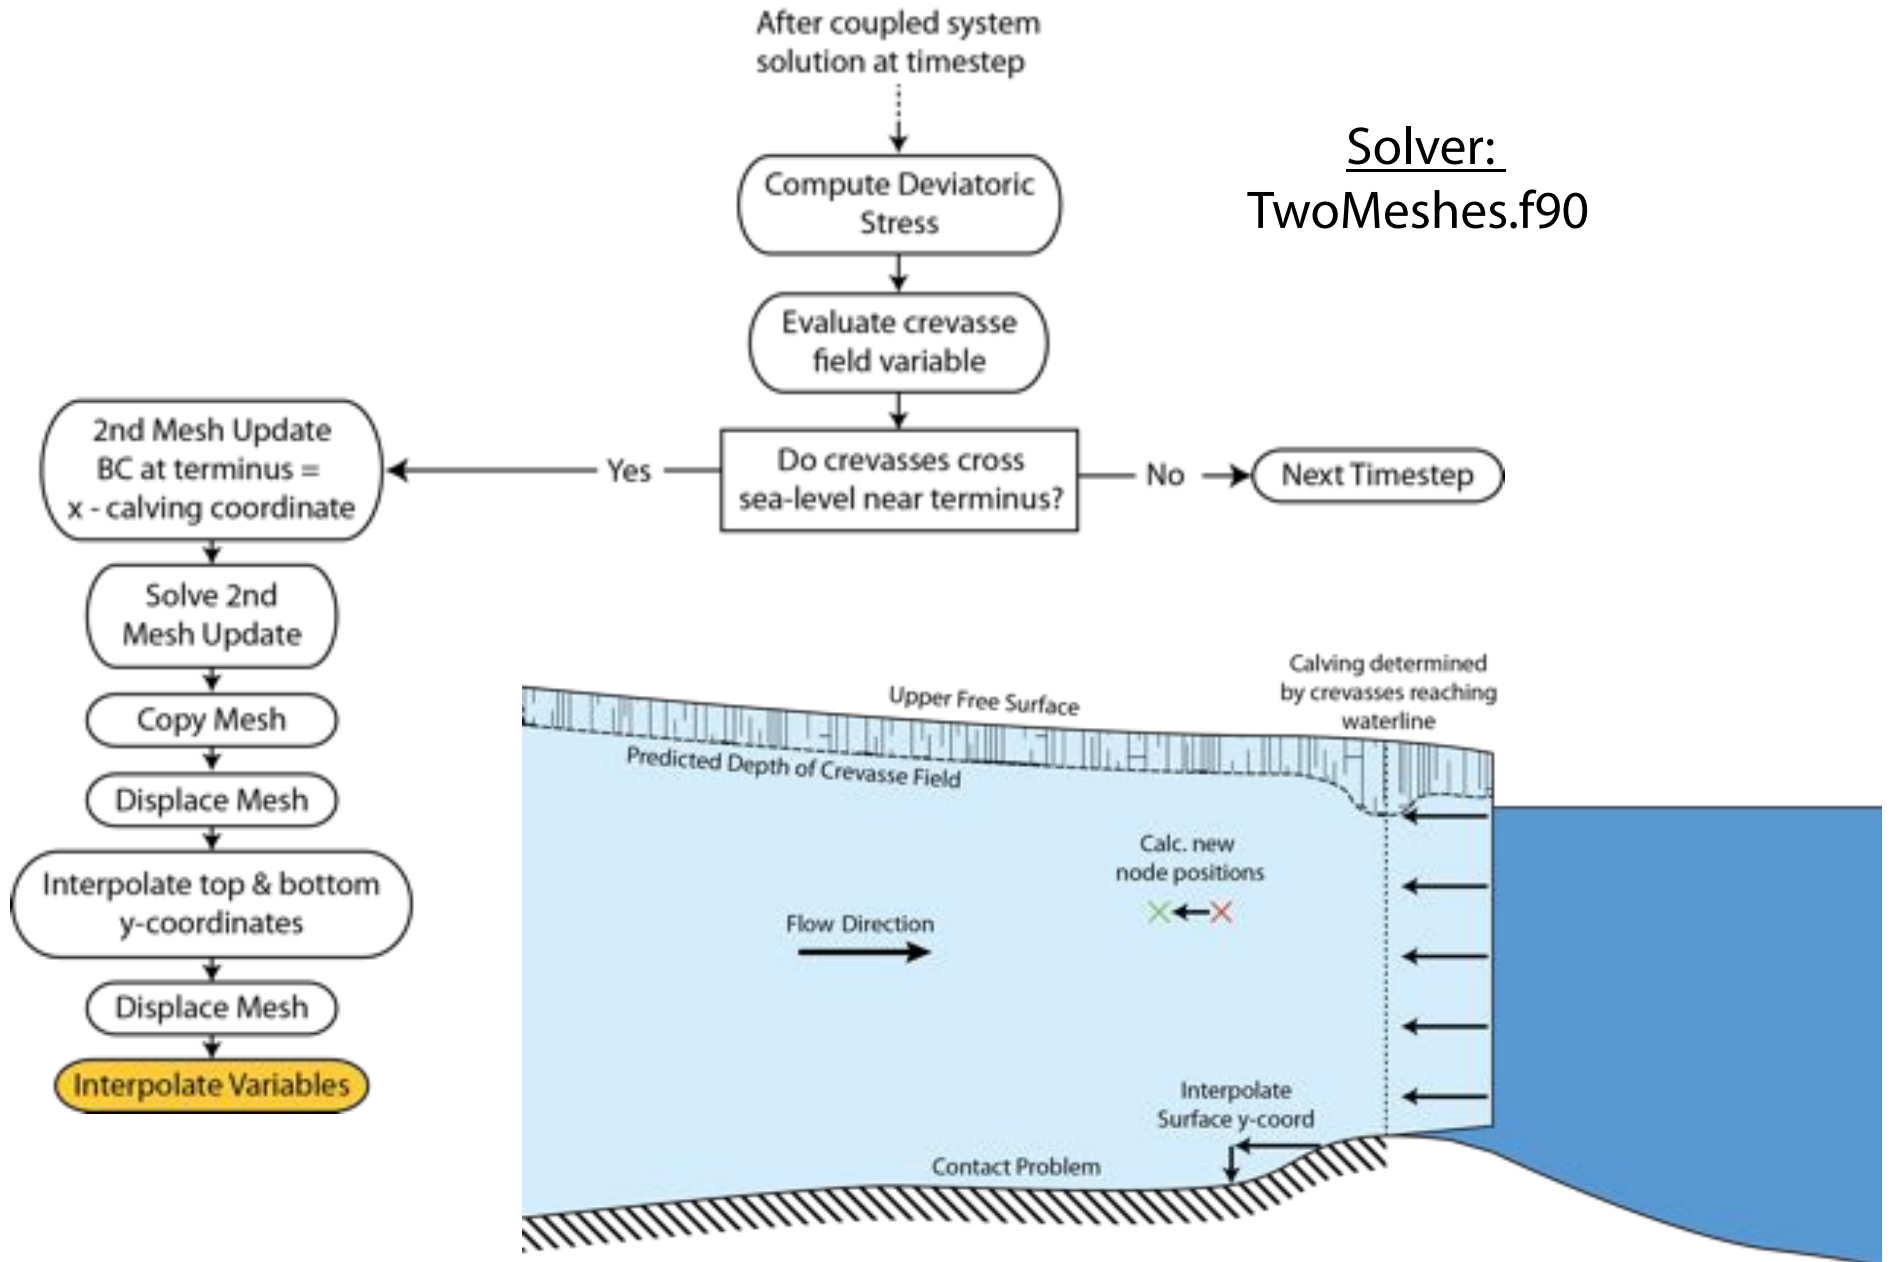 After coupled system
solution at timestep
Solver:
TwoMeshes.f90
Compute Deviatoric
Stress
Evaluate crevasse
field variable
Do crevasses cross
sea-level near terminus?
Yes
No
Next Timestep
2nd Mesh Update
BC at terminus =
x - calving coordinate
Solve 2nd
Mesh Update
Copy Mesh
Displace Mesh
Interpolate top & bottom
y-coordinates
Displace Mesh
Interpolate Variables
Calving determined
by crevasses reaching
waterline
Upper Free Surface
Predicted Depth of Crevasse Field
Calc. new
node positions
Flow Direction
Interpolate
Surface y-coord
Contact Problem